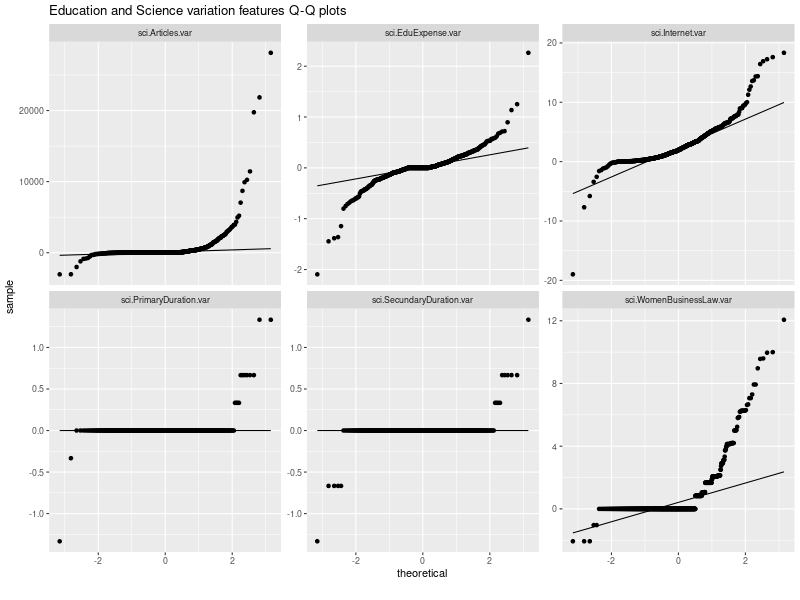 Education and Science variation features Q-Q plots
sci.Articles.var
sci.EduExpense.var
sci.Internet.var
20000
10000
0
2
1
0
-1
-2
20
10
0
-10
-20
sample
sci.PrimaryDuration.var
sci.SecundaryDuration.var
sci.WomenBusinessLaw.var
1.0
0.5
0.0
-0.5
-1.0
1.0
0.5
0.0
-0.5
-1.0
12
8
4
0
-2 0 2
-2 0 2
-2 0 2
theoretical